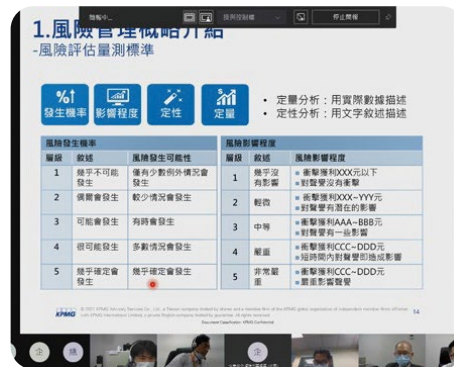 停止簡報
1.風險管理概略介紹
-風險評估量測標準
發生機率
影響程度
定性
定量
• 定量分析：用實際數據描述
• 定性分析：用文字敘述描述
風險發生機率
層級 敘述 風險發生可能性
1 幾乎不可能發生 僅有少數例外情況會發生
2 偶爾會發生 較少情況會發生
3 可能會發生 有時會發生
4 很可能發生 多數情況會發生
5 幾乎確定會發生 幾乎確定會發生
風險影響程度
層級 敘述 風險影響程度
1 幾乎沒有影響 ▪衝擊獲利XXX元以下
▪對聲譽沒有衝擊
2 輕微 ▪衝擊獲利XXX~YYY元
▪對聲譽有潛在的影響
3 中等 ▪衝擊獲利AAA~BBB元
▪對聲譽有一些影響
4 嚴重 ▪衝擊獲利CCC~DDD元
▪短時間內對聲譽即造成影響
5 非常嚴重 ▪衝擊獲利CCC~DDD元
▪嚴重影響聲譽
KPMG
14